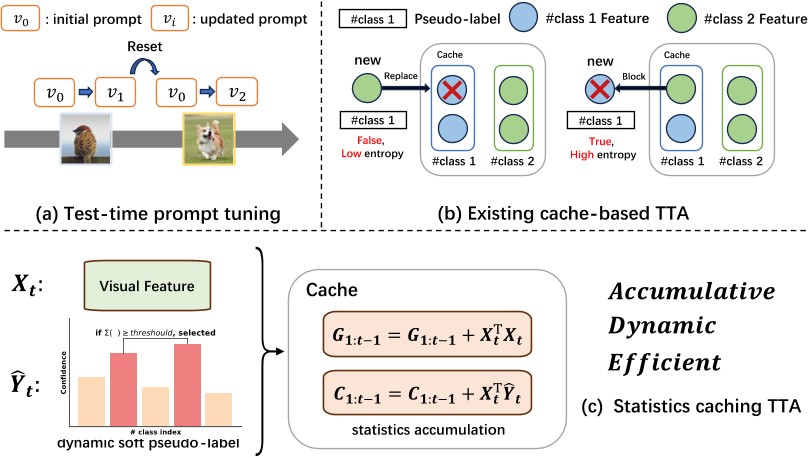 v0 : initial prompt vi : updated prompt
Reset
v0 v1 v0 v2
(a) Test-time prompt tuning
#class 1 Pseudo-label #class 1 Feature #class 2 Feature
new
Replace
#class 1
False,
Low entropy
Cache
#class 1 #class 2
new
Block
#class 1
True,
High entropy
Cache
#class 1 #class 2
(b) Existing cache-based TTA
Xt:
Visual Feature
if Σ( ) ≥ threshold, selected
Confidence
Ŷt:
# class index
dynamic soft pseudo-label
Cache
G1:t−1 = G1:t−1 + Xt^T Xt
C1:t−1 = C1:t−1 + Xt^T Ŷt
statistics accumulation
Accumulative
Dynamic
Efficient
(c) Statistics caching TTA